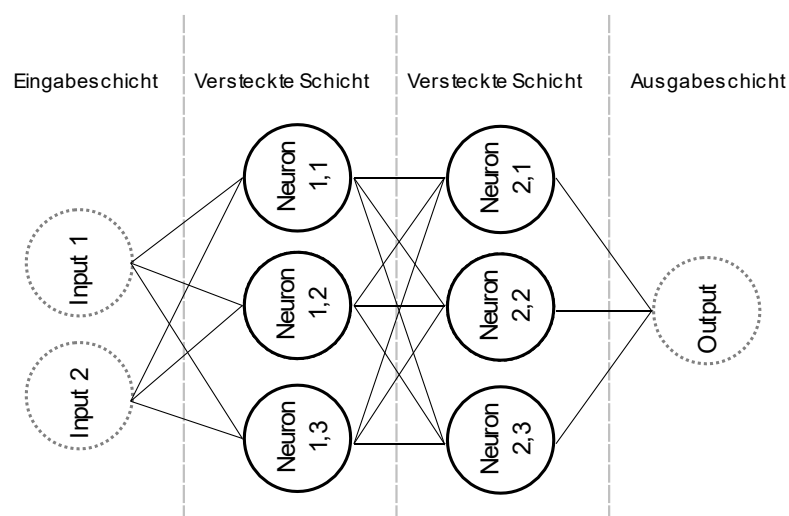 Eingabeschicht
Versteckte Schicht
Versteckte Schicht
Ausgabeschicht
Input 1
Input 2
Neuron
1,1
Neuron
1,2
Neuron
1,3
Neuron
2,1
Neuron
2,2
Neuron
2,3
Output